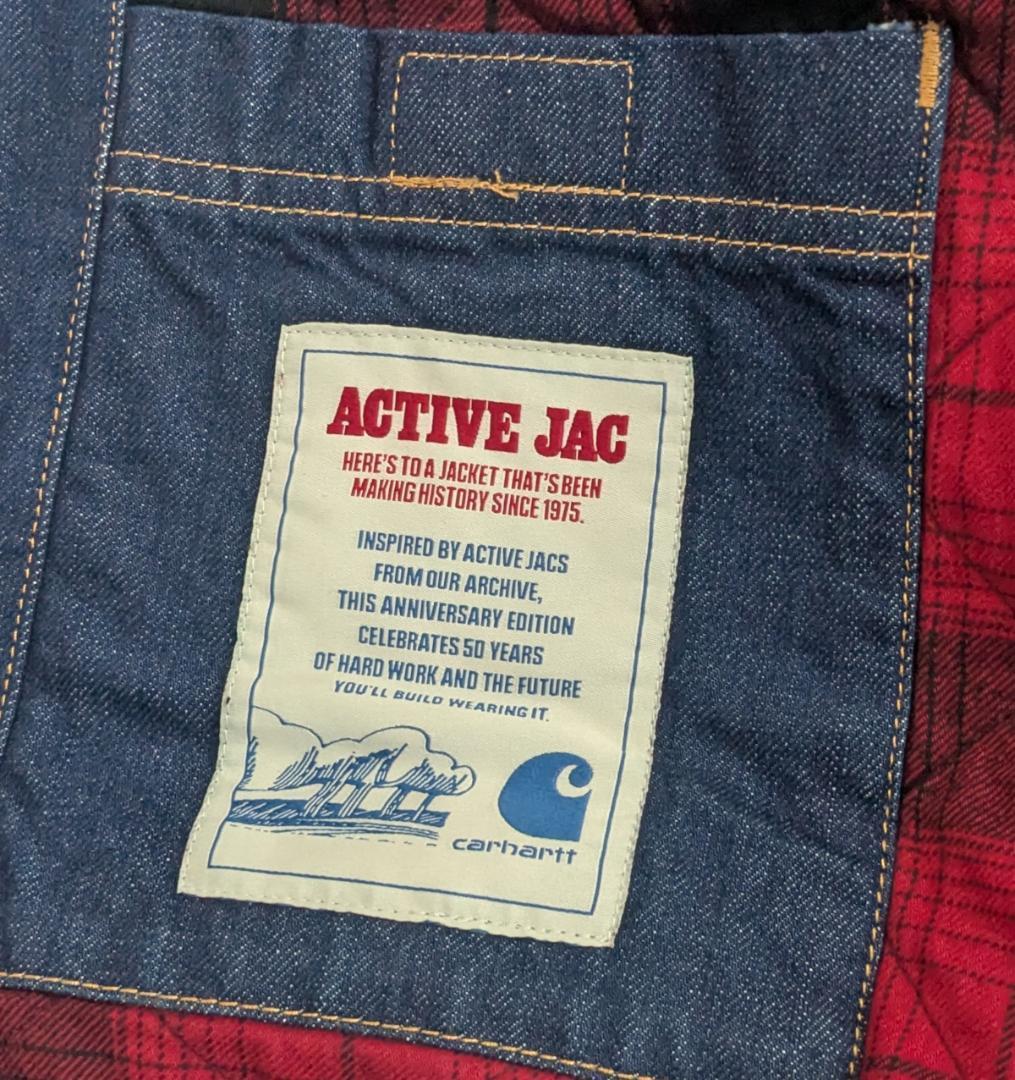 ACTIVE JAC
HERE'S TO A JACKET THAT'S BEEN
MAKING HISTORY SINCE 1975.
INSPIRED BY ACTIVE JACS
FROM OUR ARCHIVE,
THIS ANNIVERSARY EDITION
CELEBRATES 50 YEARS
OF HARD WORK AND THE FUTURE
YOU'LL BUILD WEARING IT.
carhartt